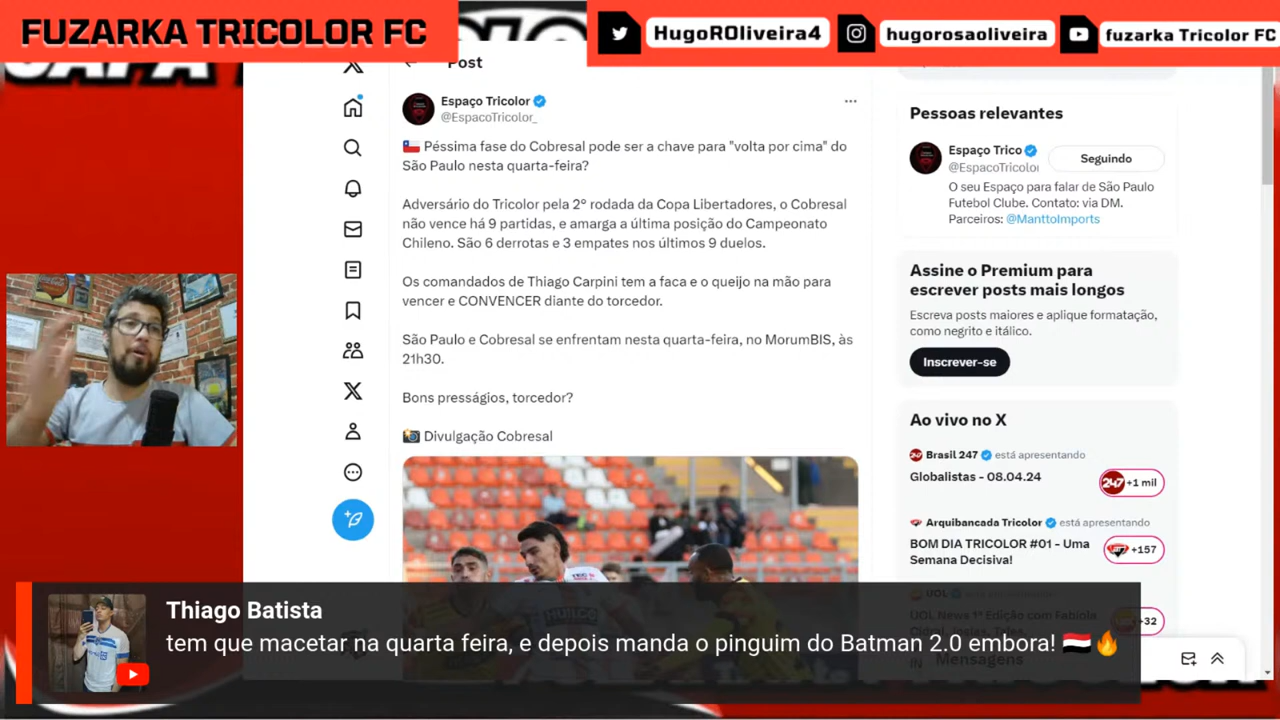 FUZARKA TRICOLOR FC
HugoROliveira4
hugorosaoliveira
fuzarka Tricolor FC
Post
Espaço Tricolor
@EspacoTricolor_
Péssima fase do Cobresal pode ser a chave para "volta por cima" do
São Paulo nesta quarta-feira?
Adversário do Tricolor pela 2° rodada da Copa Libertadores, o Cobresal
não vence há 9 partidas, e amarga a última posição do Campeonato
Chileno. São 6 derrotas e 3 empates nos últimos 9 duelos.
Os comandados de Thiago Carpini tem a faca e o queijo na mão para
vencer e CONVENCER diante do torcedor.
São Paulo e Cobresal se enfrentam nesta quarta-feira, no MorumBIS, às
21h30.
Bons presságios, torcedor?
Divulgação Cobresal
Pessoas relevantes
Espaço Trico
@EspacoTricolor
Seguindo
O seu Espaço para falar de São Paulo
Futebol Clube. Contato: via DM.
Parceiros: @ManttoImports
Assine o Premium para
escrever posts mais longos
Escreva posts maiores e aplique formatação,
como negrito e itálico.
Inscrever-se
Ao vivo no X
Brasil 247 está apresentando
Globalistas - 08.04.24
247 +1 mil
Arquibancada Tricolor está apresentando
BOM DIA TRICOLOR #01 - Uma
Semana Decisiva!
+157
UOL está apresentando
UOL News 1ª Edição com Fabíola
+32
Mensagens
Thiago Batista
tem que macetar na quarta feira, e depois manda o pinguim do Batman 2.0 embora! 🇾🇪🔥